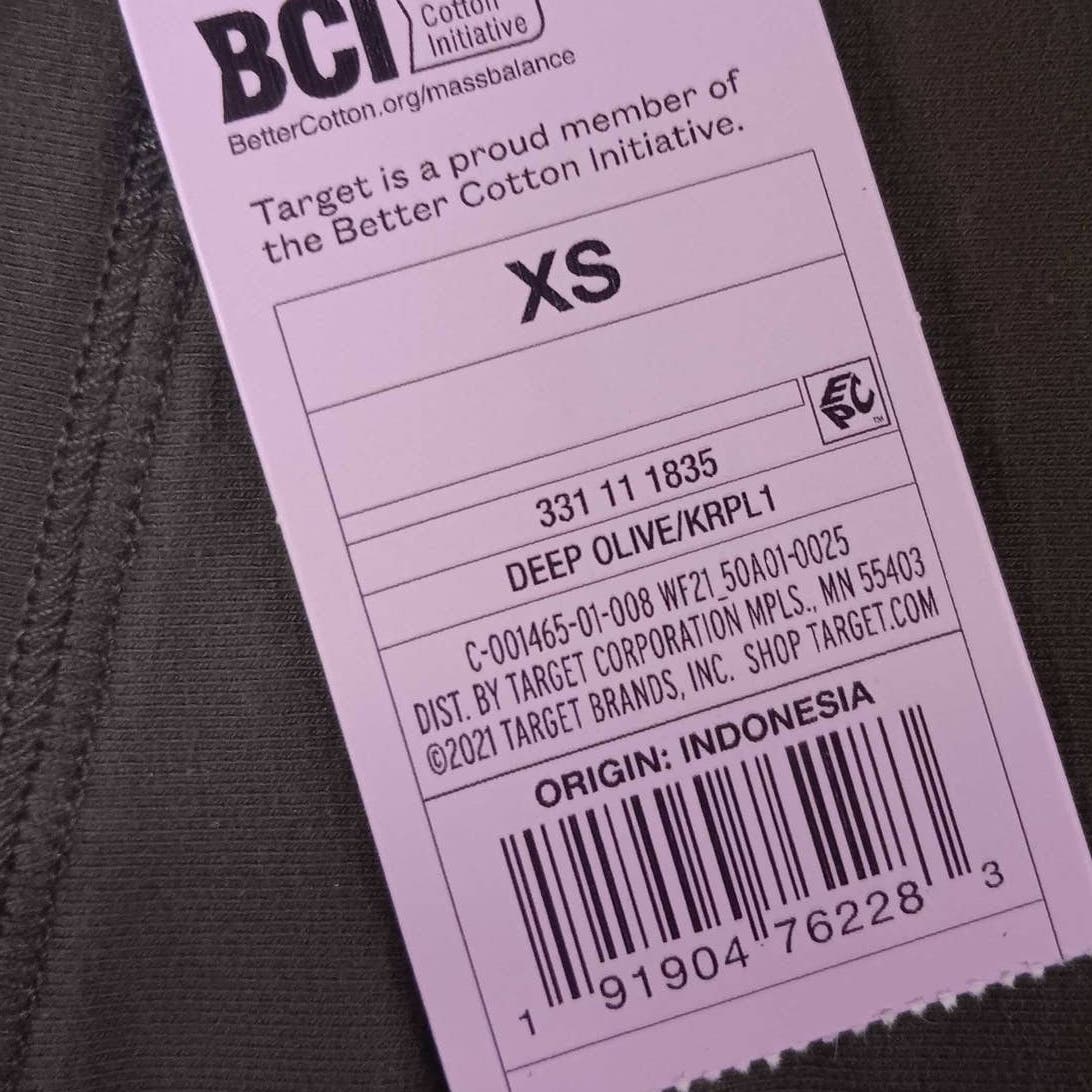 BCI
Cotton
Initiative
BetterCotton.org/massbalance
Target is a proud member of
the Better Cotton Initiative.
XS
EPC™
331 11 1835
DEEP OLIVE/KRPL1
C-001465-01-008 WF21_50A01-0025
DIST. BY TARGET CORPORATION MPLS., MN 55403
©2021 TARGET BRANDS, INC. SHOP TARGET.COM
ORIGIN: INDONESIA
1 91904 76228 3